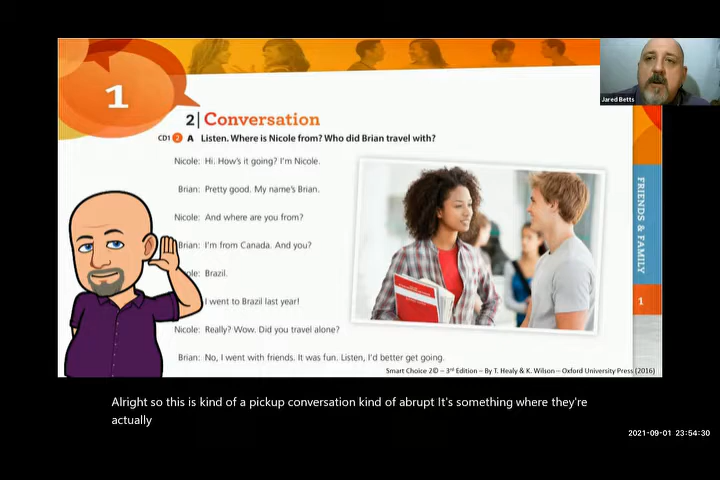 1
2 Conversation
CD1 2 A Listen. Where is Nicole from? Who did Brian travel with?
Nicole: Hi. How's it going? I'm Nicole.
Brian: Pretty good. My name's Brian.
Nicole: And where are you from?
Brian: I'm from Canada. And you?
ole: Brazil.
I went to Brazil last year!
Nicole: Really? Wow. Did you travel alone?
Brian: No, I went with friends. It was fun. Listen, I'd better get going.
Smart Choice 2© – 3rd Edition – By T. Healy & K. Wilson – Oxford University Press (2016)
Jared Betts
FRIENDS & FAMILY
1
Alright so this is kind of a pickup conversation kind of abrupt It's something where they're
actually
2021-09-01 23:54:30